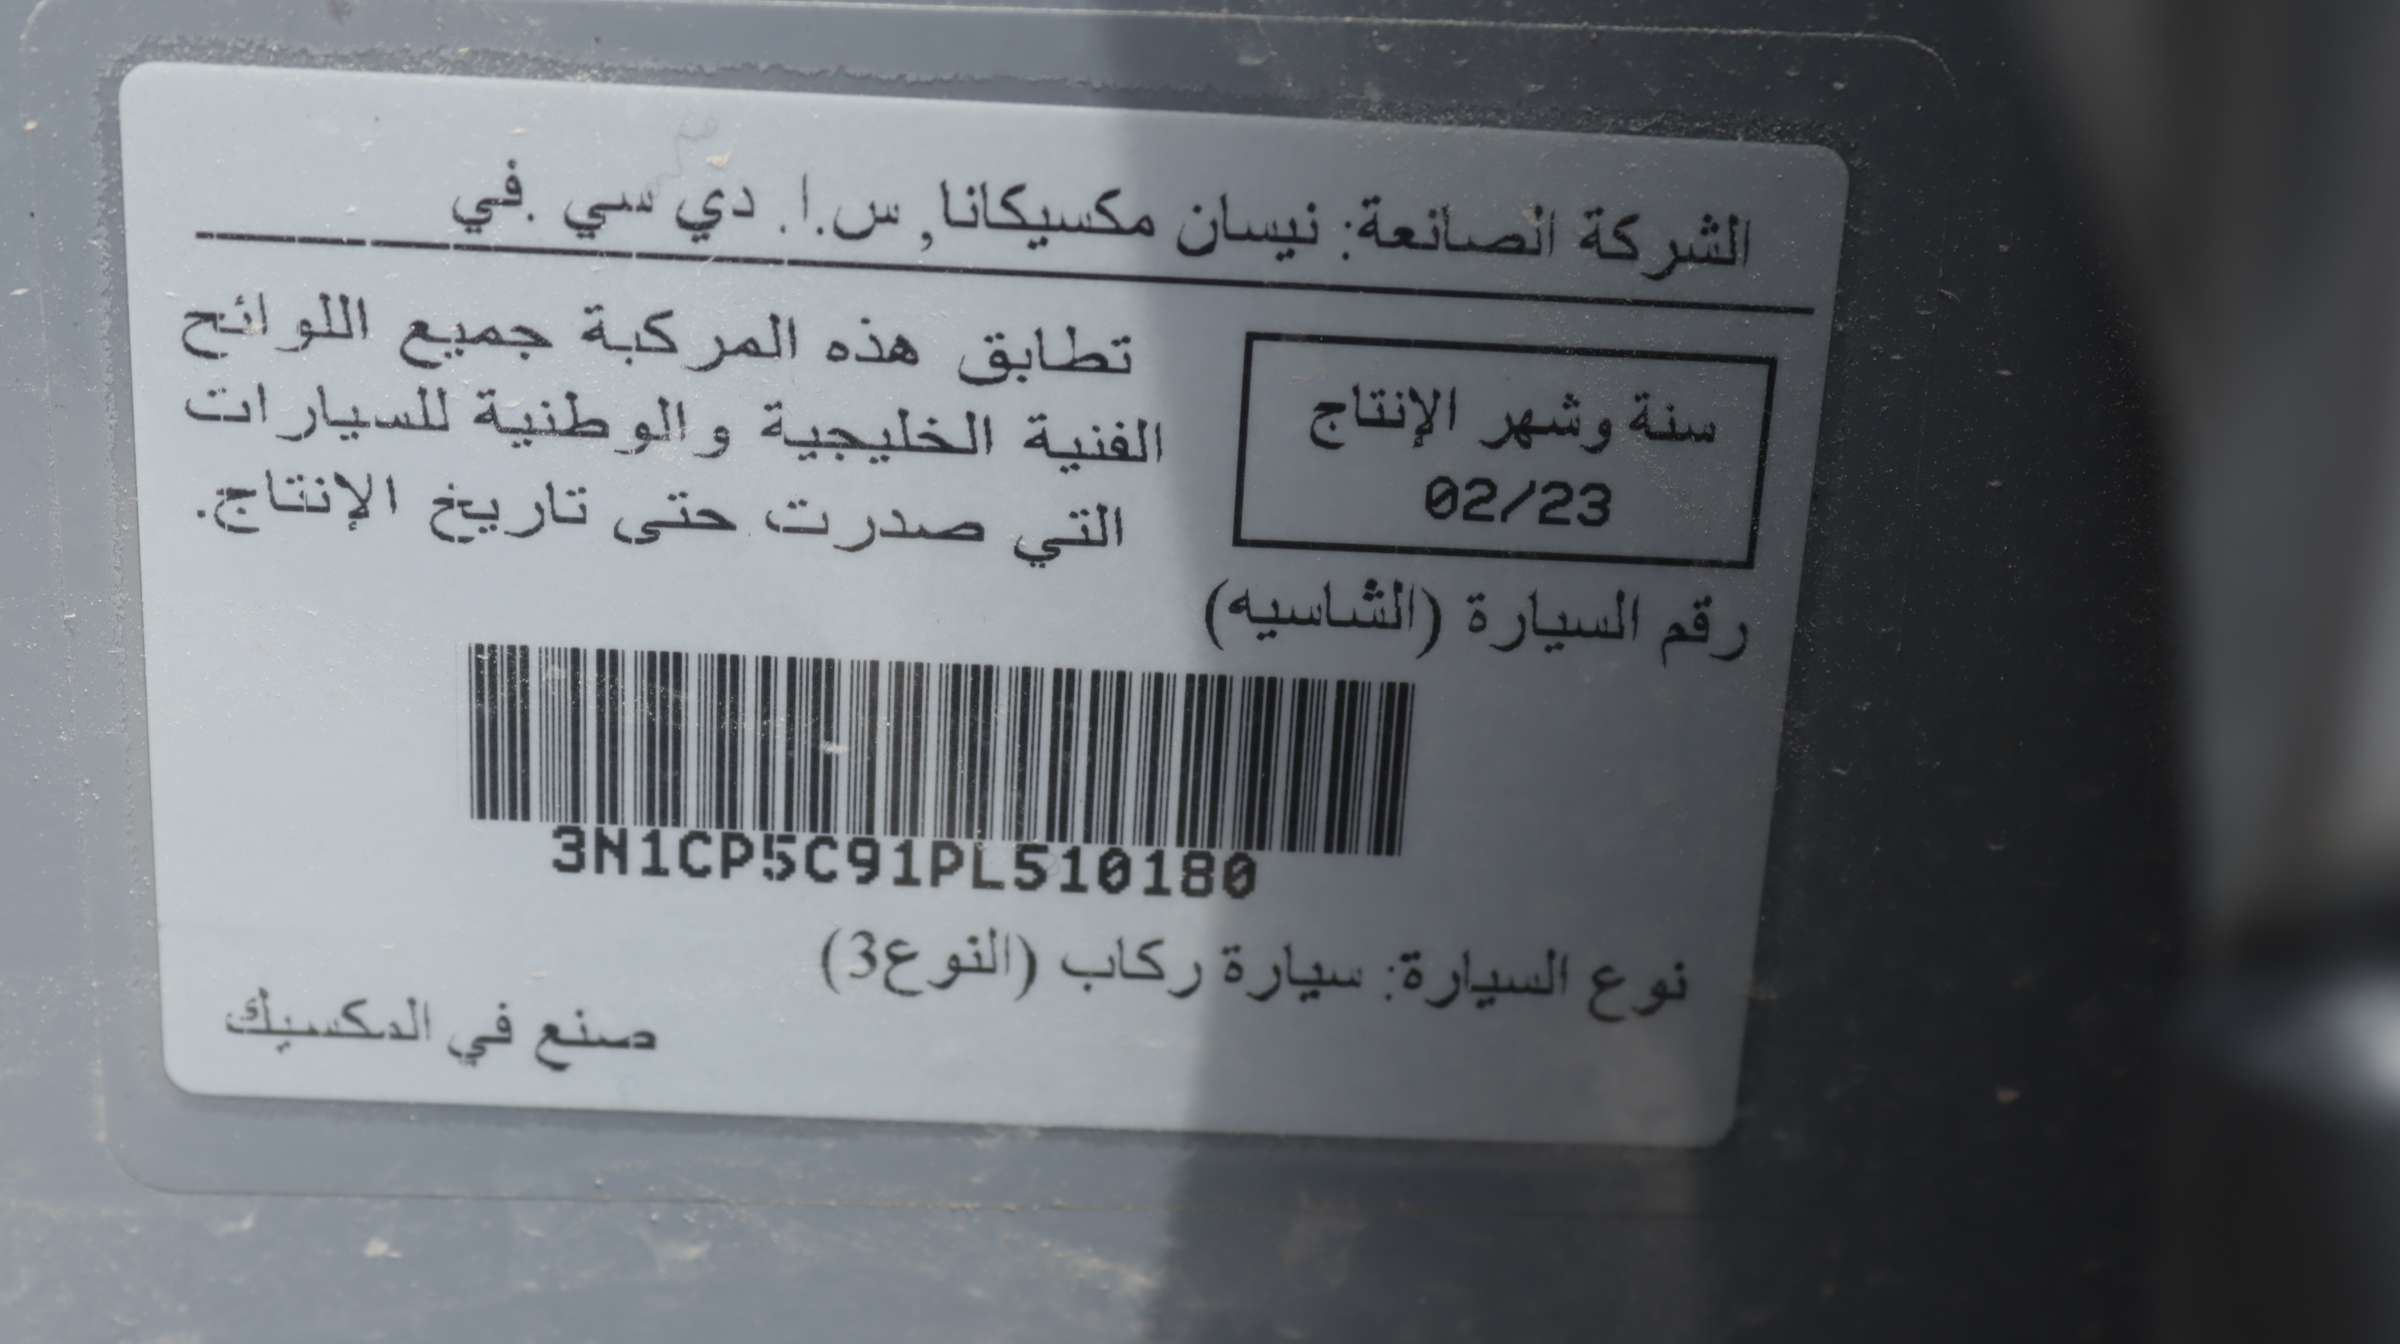 الشركة الصانعة: نيسان مكسيكانا, س.ا. دي سي .في
سنة وشهر الإنتاج
02/23
تطابق هذه المركبة جميع اللوائح
الفنية الخليجية والوطنية للسيارات
التي صدرت حتى تاريخ الإنتاج.
رقم السيارة (الشاسيه)
3N1CP5C91PL510180
نوع السيارة: سيارة ركاب (النوع3)
صنع في المكسيك